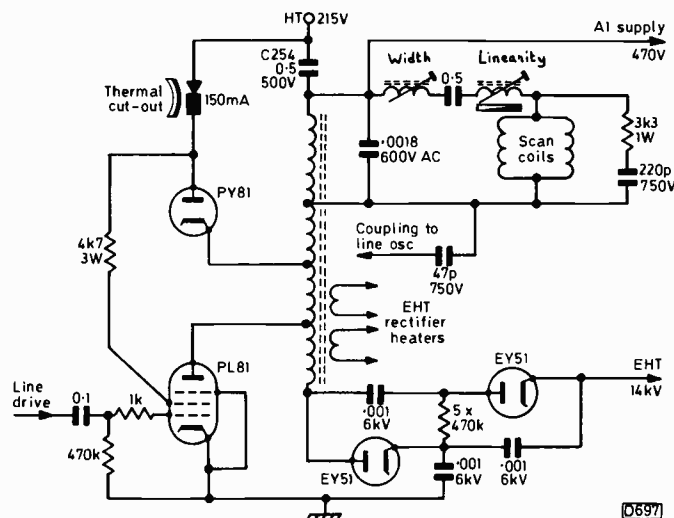 HT 215V
A1 supply
470V
C254
0.5
500V
Width
0.5
Linearity
Thermal
cut-out
150mA
.0018
600V AC
Scan
coils
3k3
1W
220p
750V
PY81
4k7
3W
Coupling to
line osc
47p
750V
EHT
rectifier
heaters
PL81
EY51
EHT
14kV
Line
drive
0.1
1k
470k
.001
6kV
5 x
470k
EY51
.001
6kV
.001
6kV
D697